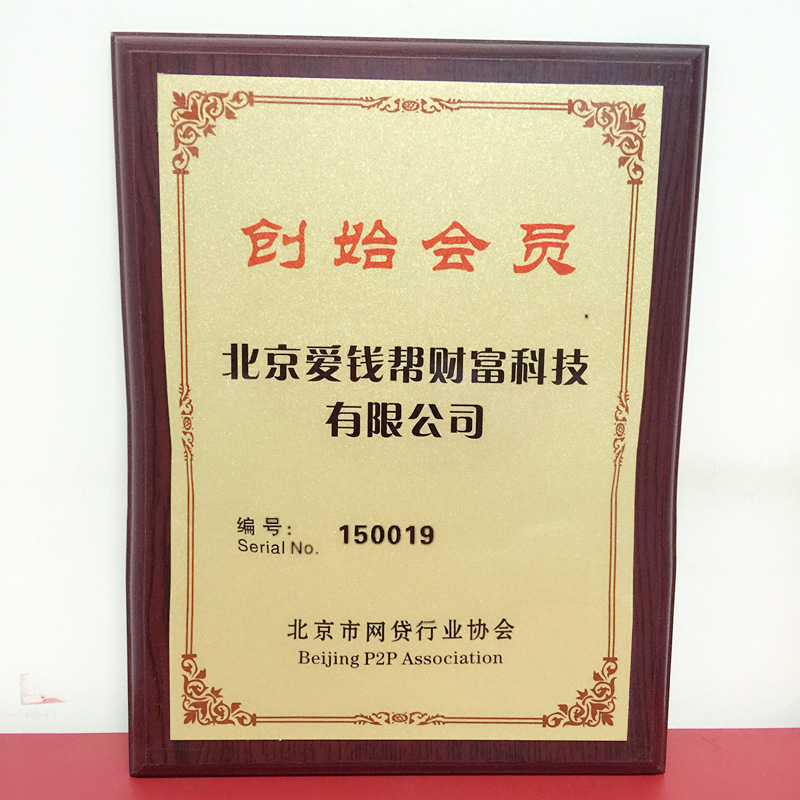 创始会员
北京爱钱帮财富科技
有限公司
编号: 150019
Serial No.
北京市网贷行业协会
Beijing P2P Association